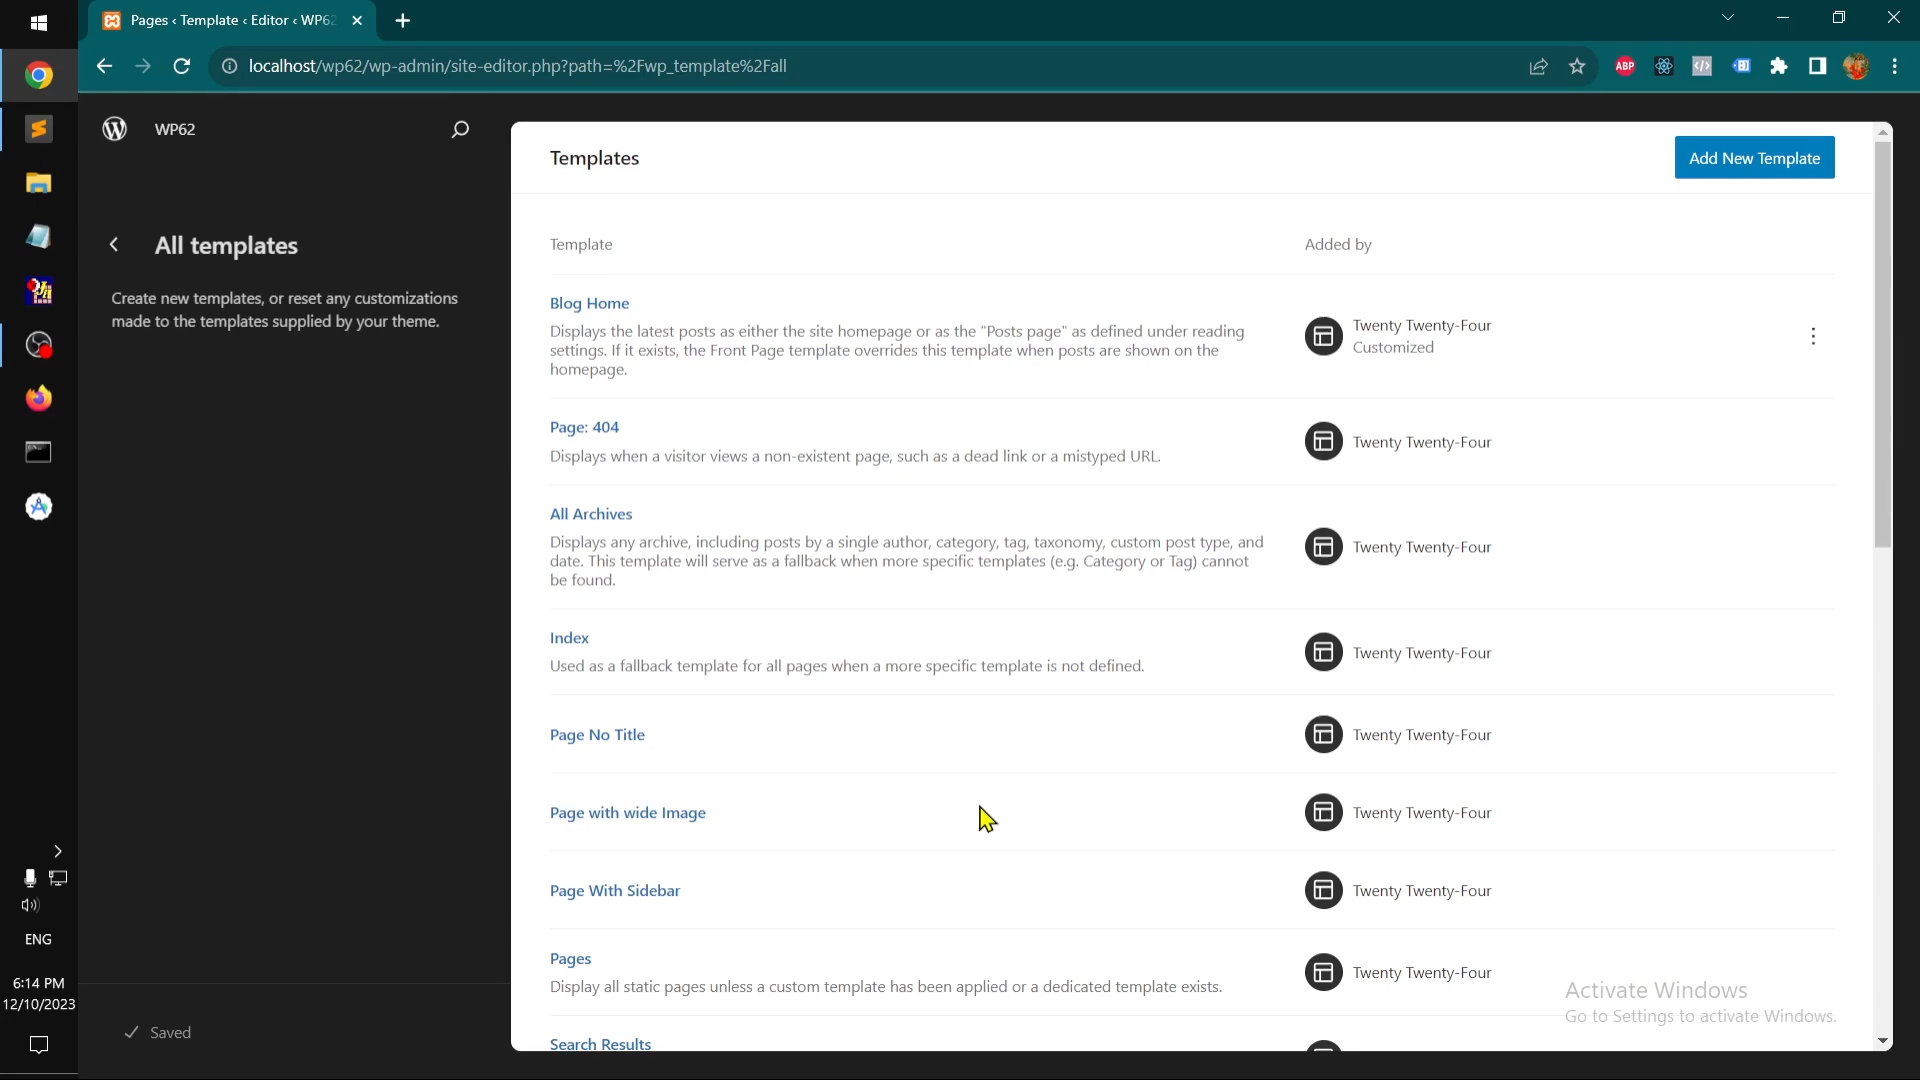 Pages ‹ Template ‹ Editor ‹ WP62
localhost/wp62/wp-admin/site-editor.php?path=%2Fwp_template%2Fall
ABP
WP62
Templates
Add New Template
All templates
Create new templates, or reset any customizations
made to the templates supplied by your theme.
Template
Added by
Blog Home
Displays the latest posts as either the site homepage or as the "Posts page" as defined under reading
settings. If it exists, the Front Page template overrides this template when posts are shown on the
homepage.
Twenty Twenty-Four
Customized
Page: 404
Displays when a visitor views a non-existent page, such as a dead link or a mistyped URL.
Twenty Twenty-Four
All Archives
Displays any archive, including posts by a single author, category, tag, taxonomy, custom post type, and
date. This template will serve as a fallback when more specific templates (e.g. Category or Tag) cannot
be found.
Twenty Twenty-Four
Index
Used as a fallback template for all pages when a more specific template is not defined.
Twenty Twenty-Four
Page No Title
Twenty Twenty-Four
Page with wide Image
Twenty Twenty-Four
Page With Sidebar
Twenty Twenty-Four
Pages
Display all static pages unless a custom template has been applied or a dedicated template exists.
Twenty Twenty-Four
Search Results
Saved
ENG
6:14 PM
12/10/2023
Activate Windows
Go to Settings to activate Windows.